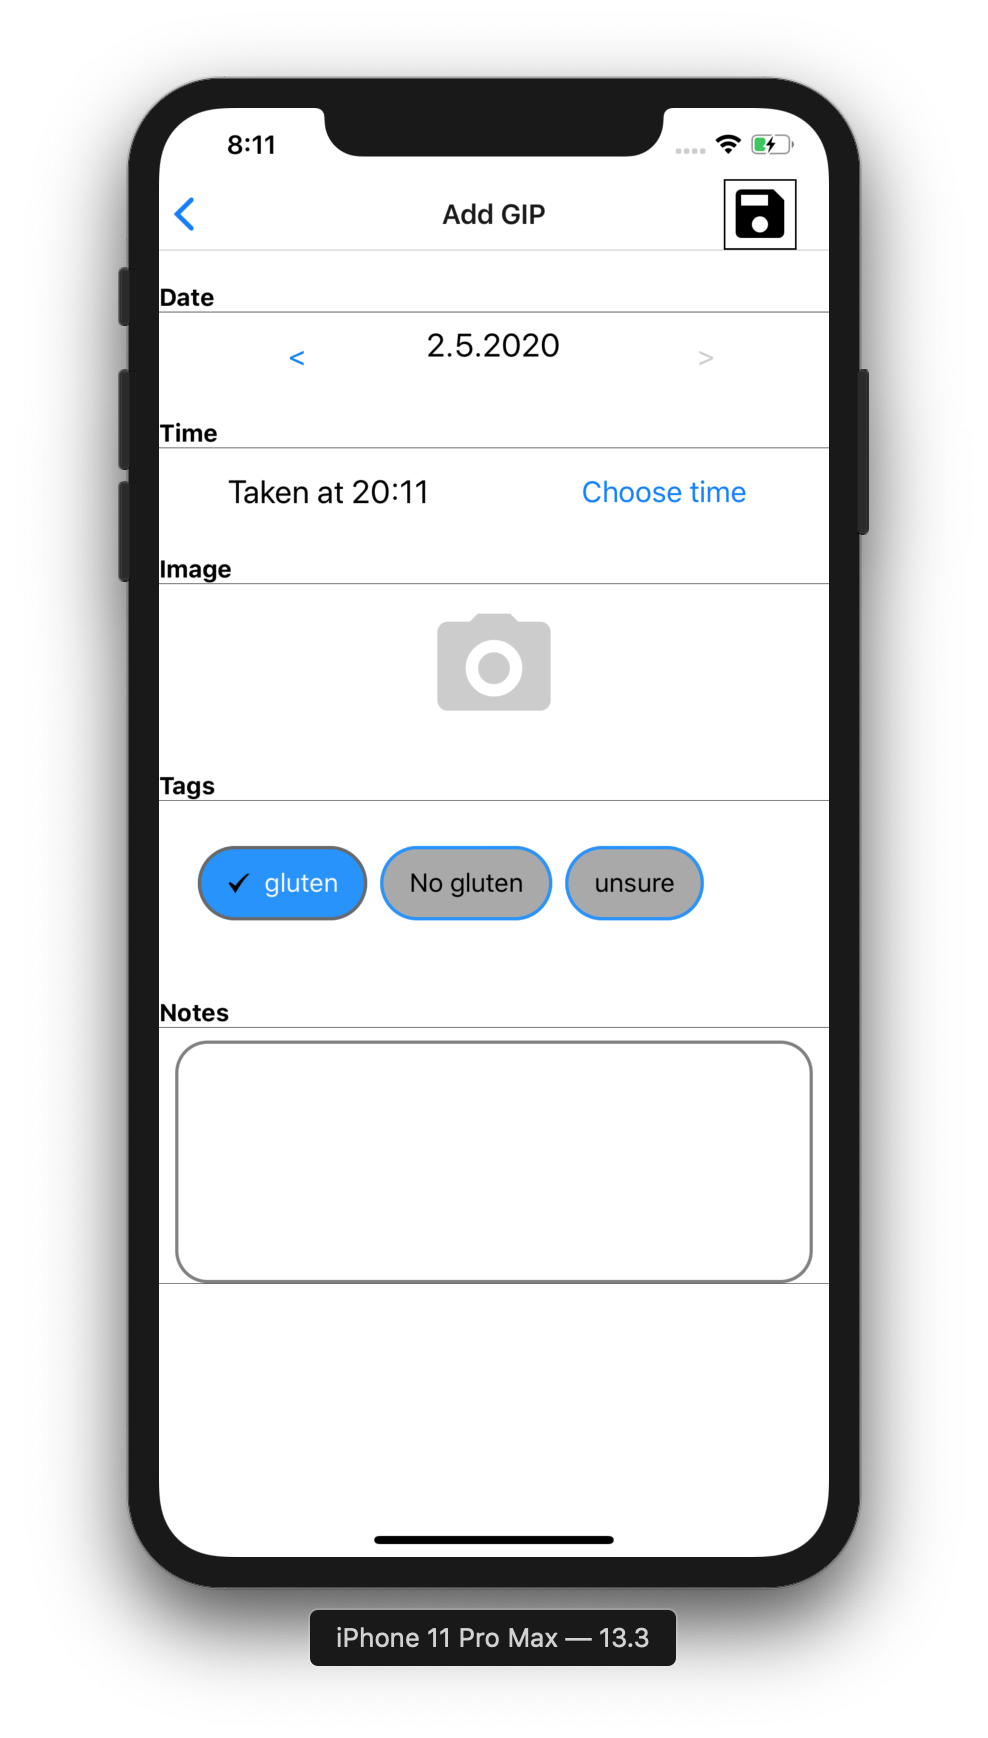 8:11
Add GIP
Date
< 2.5.2020 >
Time
Taken at 20:11 Choose time
Image
Tags
✓ gluten No gluten unsure
Notes
iPhone 11 Pro Max — 13.3